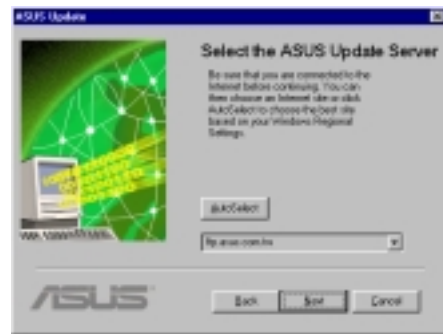 ASUS Update
Select the ASUS Update Server
Be sure that you are connected to the
Internet before continuing. You can
then choose an Internet site or click
AutoSelect to choose the best site
based on your Windows Regional
Settings.
AutoSelect
ftp.asus.com.tw
ASUS
Back
Next
Cancel